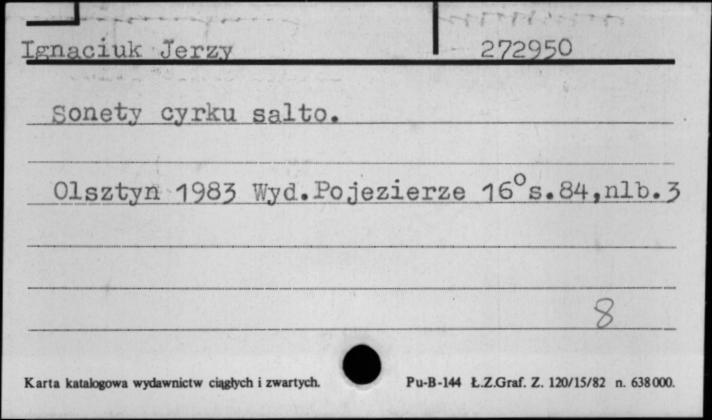 Ignaciuk Jerzy 272950
Sonety cyrku salto.
Olsztyn 1983 Wyd.Pojezierze 16°s.84,nlb.3
8
Karta katalogowa wydawnictw ciągłych i zwartych. Pu-B-144 Ł.Z.Graf. Z. 120/15/82 n. 638000.